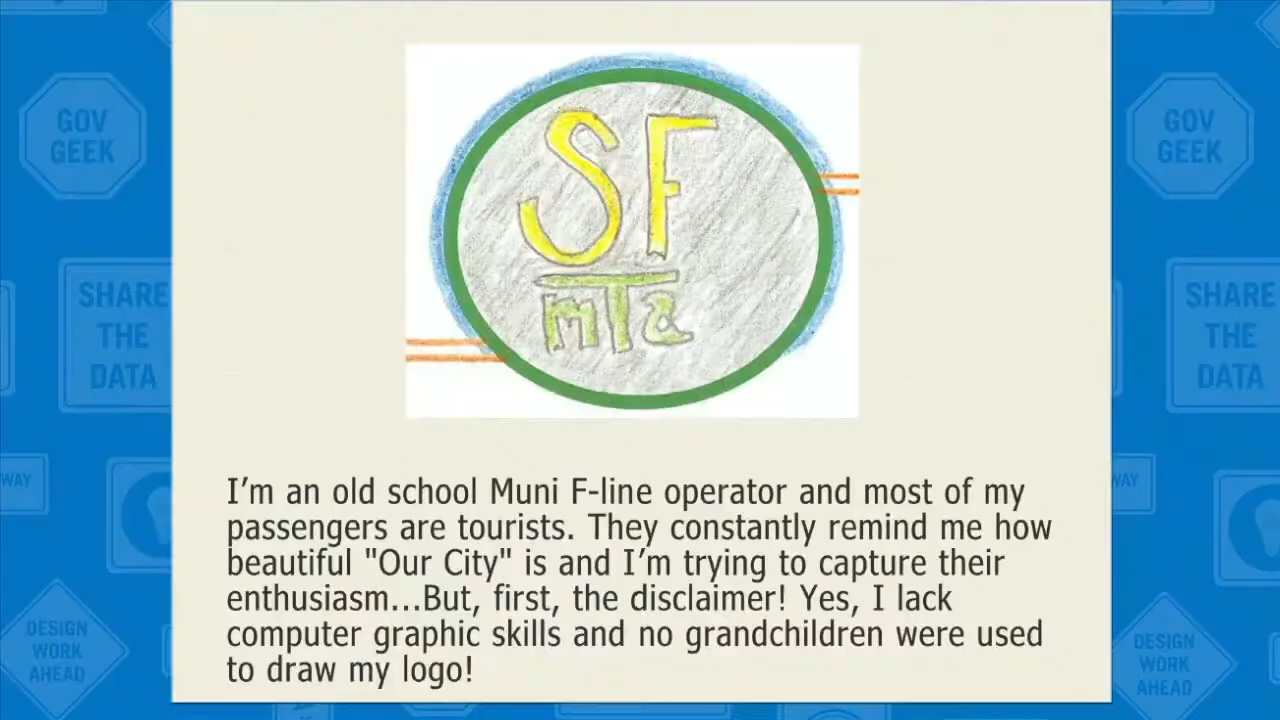 GOV
GEEK
GOV
GEEK
SF
mTa
SHARE
THE
DATA
SHARE
THE
DATA
WAY
WAY
I'm an old school Muni F-line operator and most of my
passengers are tourists. They constantly remind me how
beautiful "Our City" is and I'm trying to capture their
enthusiasm...But, first, the disclaimer! Yes, I lack
computer graphic skills and no grandchildren were used
to draw my logo!
DESIGN
WORK
AHEAD
DESIGN
WORK
AHEAD